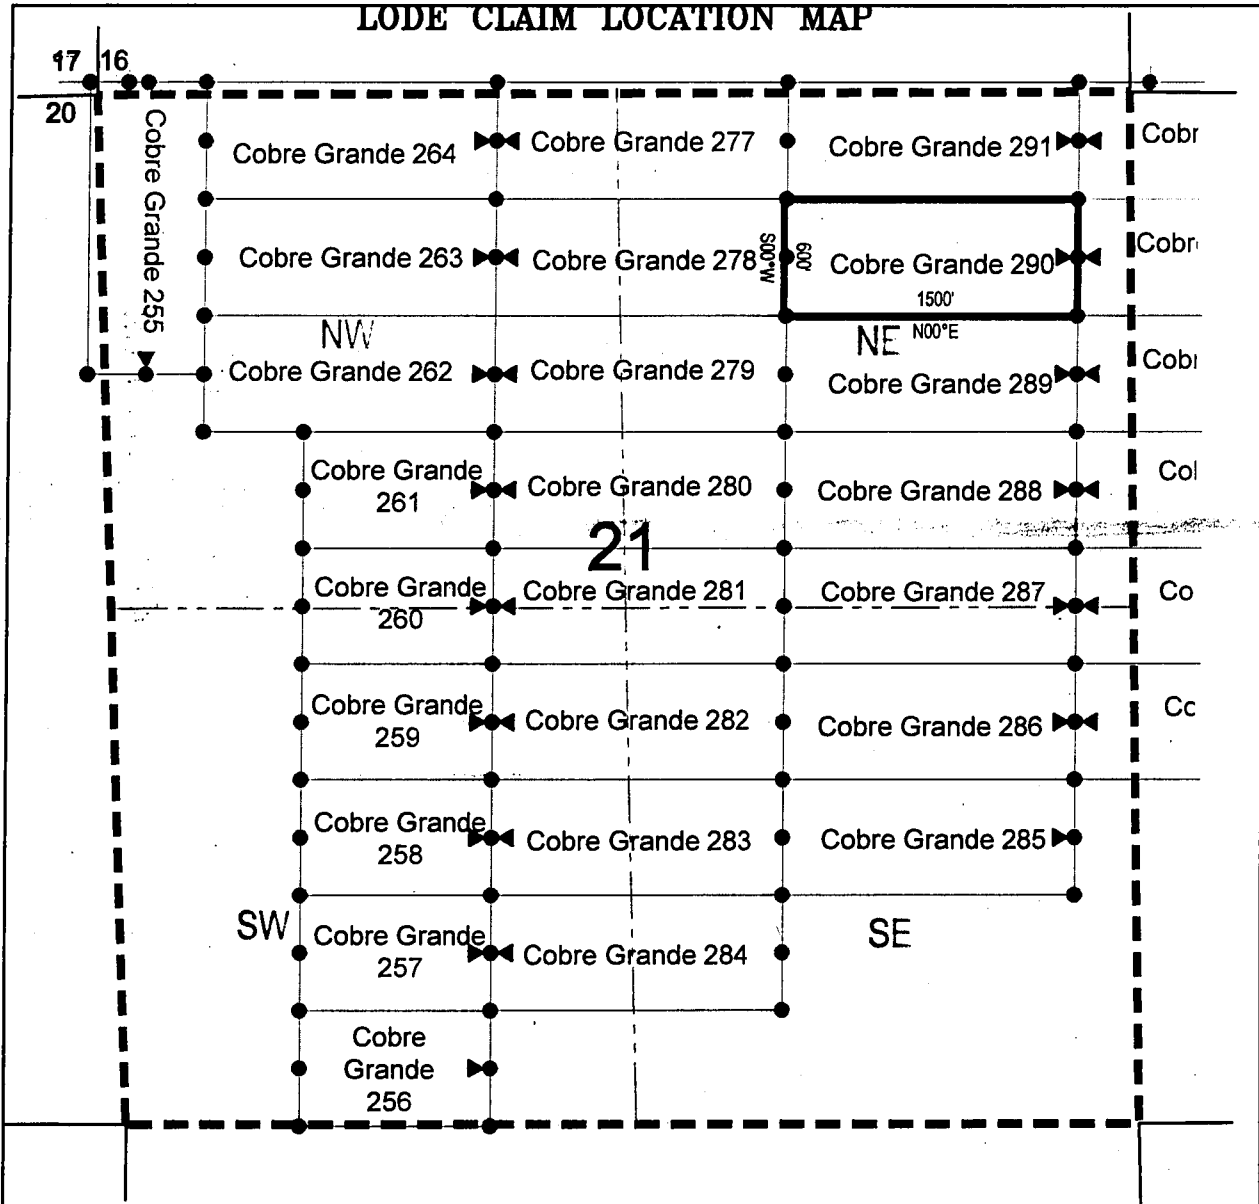 LODE CLAIM LOCATION MAP
17 16
20
Cobre Grande 255
Cobre Grande 264
Cobre Grande 277
Cobre Grande 291
Cobr
Cobre Grande 263
Cobre Grande 278
S00°W
600'
Cobre Grande 290
1500'
N00°E
Cobr
NW
NE
Cobre Grande 262
Cobre Grande 279
Cobre Grande 289
Cobr
Cobre Grande
261
Cobre Grande 280
Cobre Grande 288
Co
21
Cobre Grande
260
Cobre Grande 281
Cobre Grande 287
Co
Cobre Grande
259
Cobre Grande 282
Cobre Grande 286
Co
Cobre Grande
258
Cobre Grande 283
Cobre Grande 285
SW
SE
Cobre Grande
257
Cobre Grande 284
Cobre
Grande
256